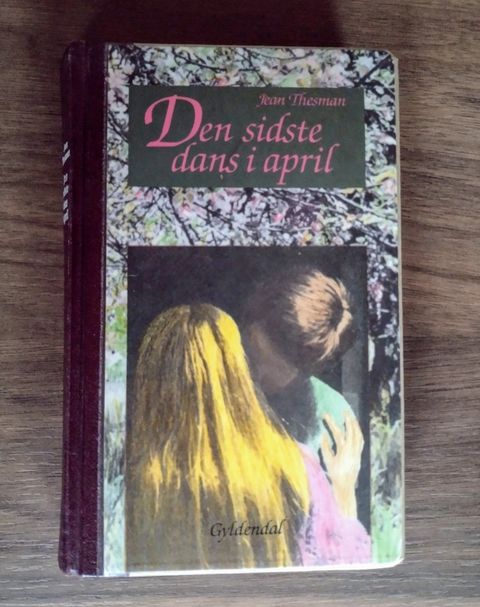 Jean Thesman
Den sidste
dans i april
Gyldendal